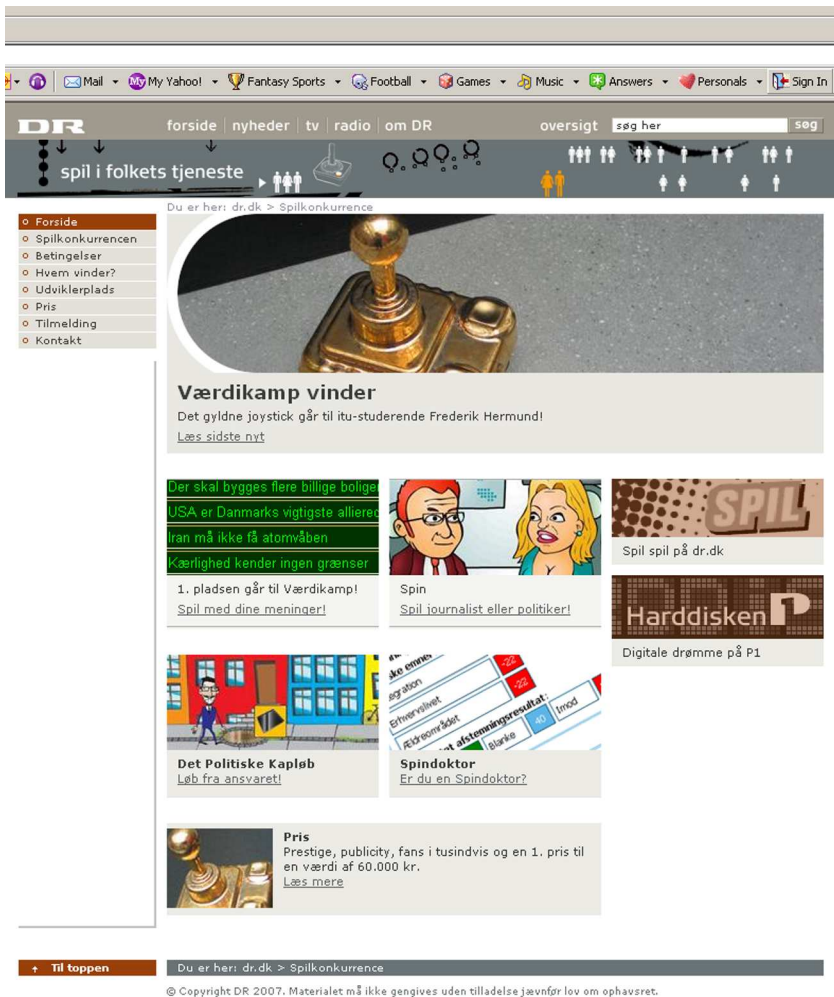 Mail My Yahoo! Fantasy Sports Football Games Music Answers Personals Sign In
DR forside nyheder tv radio om DR oversigt søg her søg
spil i folkets tjeneste
Du er her: dr.dk > Spilkonkurrence
Forside
Spilkonkurrencen
Betingelser
Hvem vinder?
Udviklerplads
Pris
Tilmelding
Kontakt
Værdikamp vinder
Det gyldne joystick går til itu-studerende Frederik Hermund!
Læs sidste nyt
Der skal bygges flere billige boliger
USA er Danmarks vigtigste allierec
Iran må ikke få atomvåben
Kærlighed kender ingen grænser
1. pladsen går til Værdikamp!
Spil med dine meninger!
Spin
Spil journalist eller politiker!
SPIL
Spil spil på dr.dk
Harddisken P1
Digitale drømme på P1
Det Politiske Kapløb
Løb fra ansvaret!
ske emner
egration
-22
Erhvervslivet
-22
Ældreområdet
et afstemningsresultat:
Blanke 40 Imod
Spindoktor
Er du en Spindoktor?
Pris
Prestige, publicity, fans i tusindvis og en 1. pris til
en værdi af 60.000 kr.
Læs mere
Til toppen
Du er her: dr.dk > Spilkonkurrence
© Copyright DR 2007. Materialet må ikke gengives uden tilladelse jævnfør lov om ophavsret.